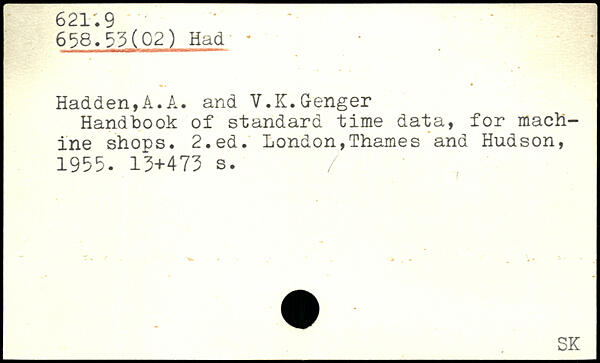 621.9
658.53(02) Had
Hadden,A.A. and V.K.Genger
Handbook of standard time data, for mach-
ine shops. 2.ed. London,Thames and Hudson,
1955. 13+473 s.
SK